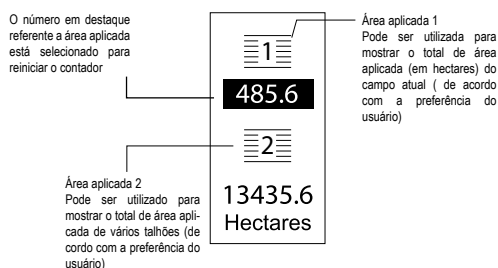 O número em destaque
referente a área aplicada
está selecionado para
reiniciar o contador
1
485.6
2
13435.6
Hectares
Área aplicada 1
Pode ser utilizada para
mostrar o total de área
aplicada (em hectares) do
campo atual ( de acordo
com a preferência do
usuário)
Área aplicada 2
Pode ser utilizado para
mostrar o total de área apli-
cada de vários talhões (de
cordo com a preferência do
usuário)